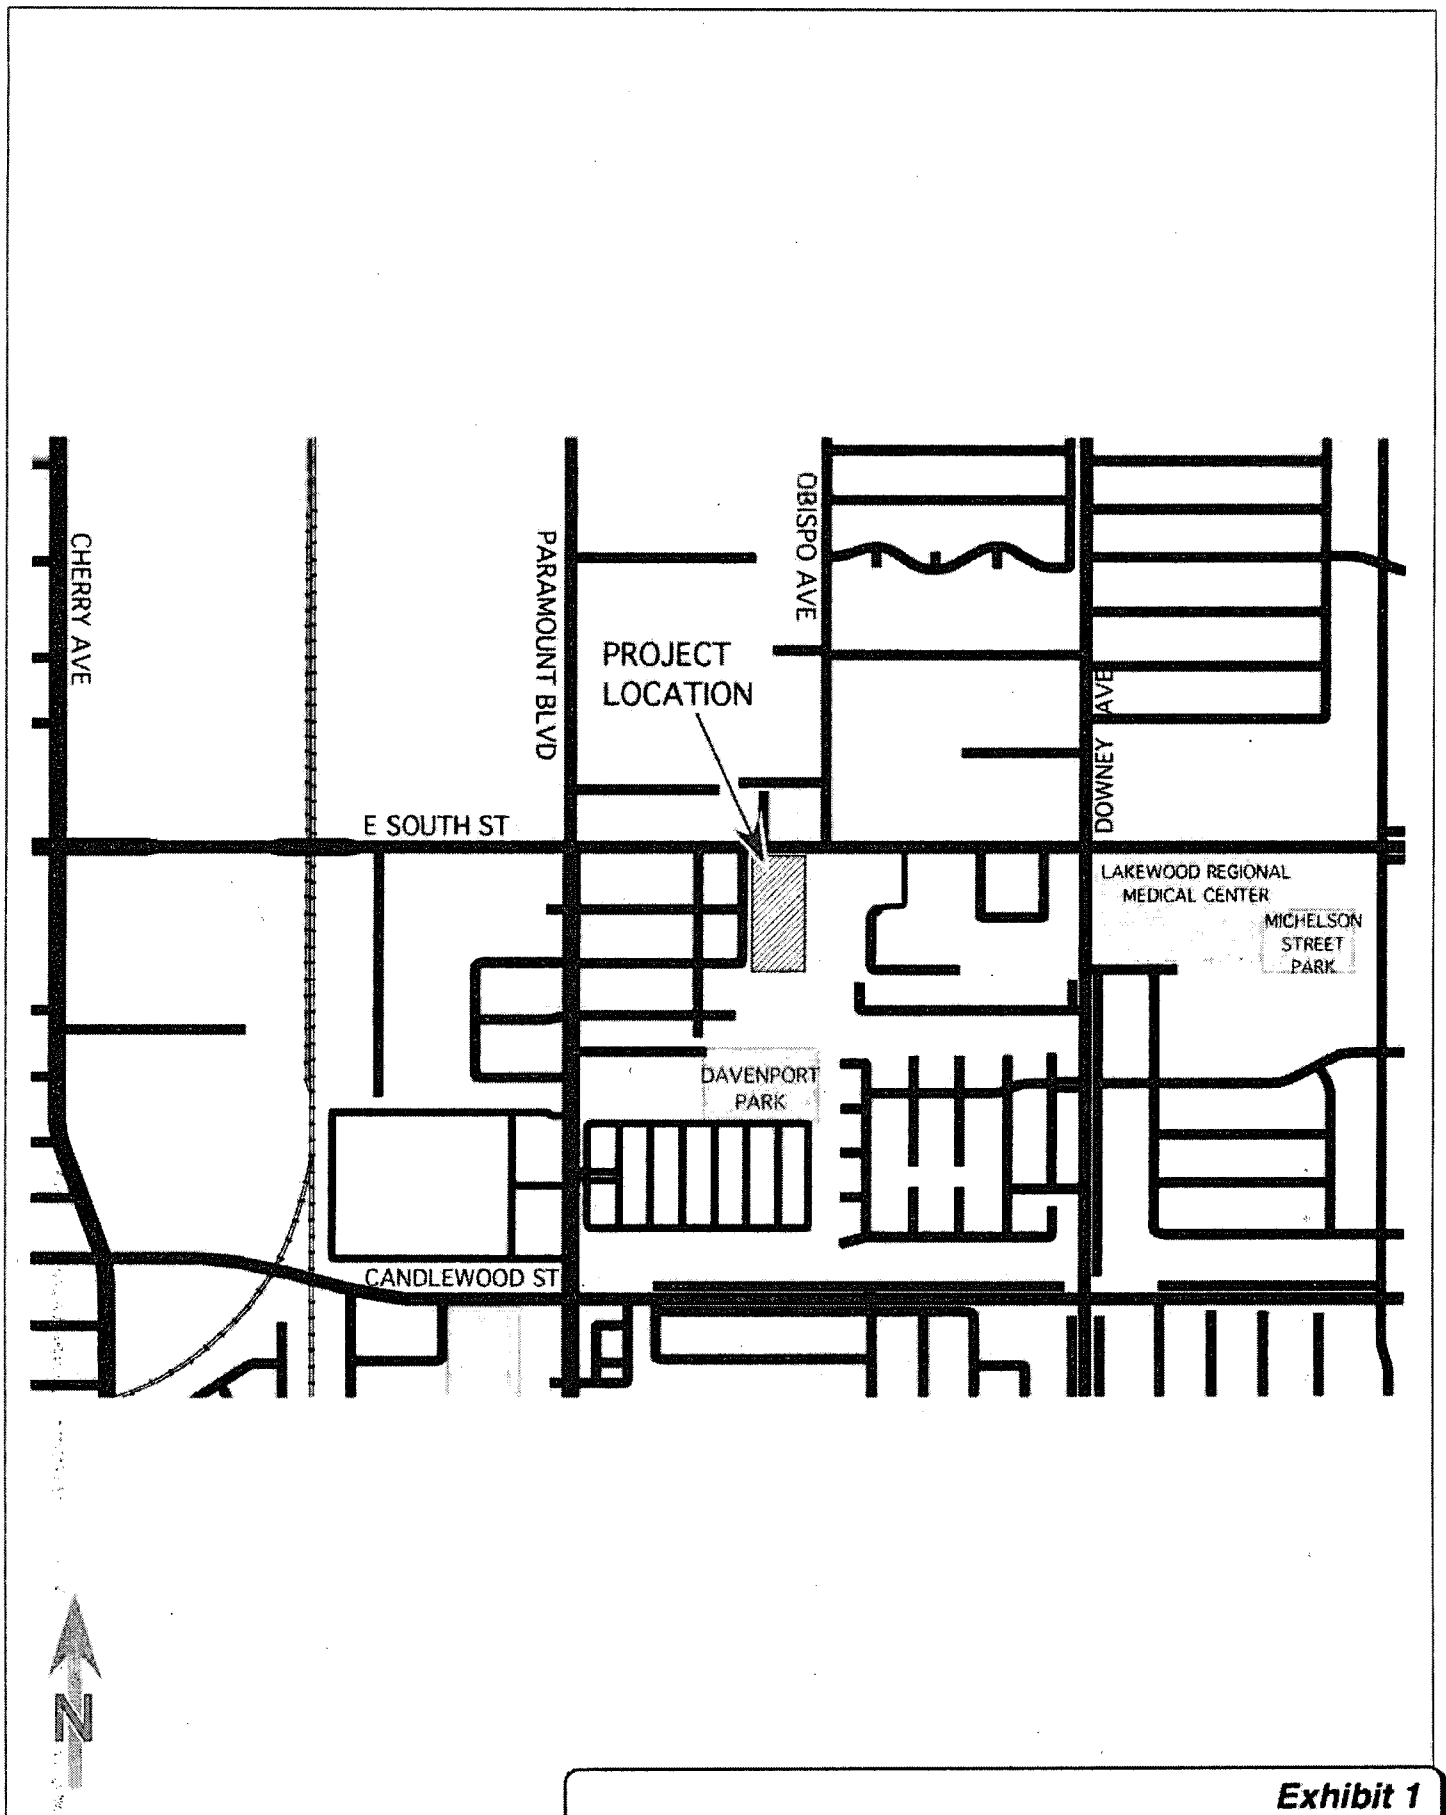 CHERRY AVE
PARAMOUNT BLVD
OBISPO AVE
PROJECT
LOCATION
DOWNEY AVE
E SOUTH ST
LAKEWOOD REGIONAL
MEDICAL CENTER
MICHELSON
STREET
PARK
DAVENPORT
PARK
CANDLEWOOD ST
N
Exhibit 1